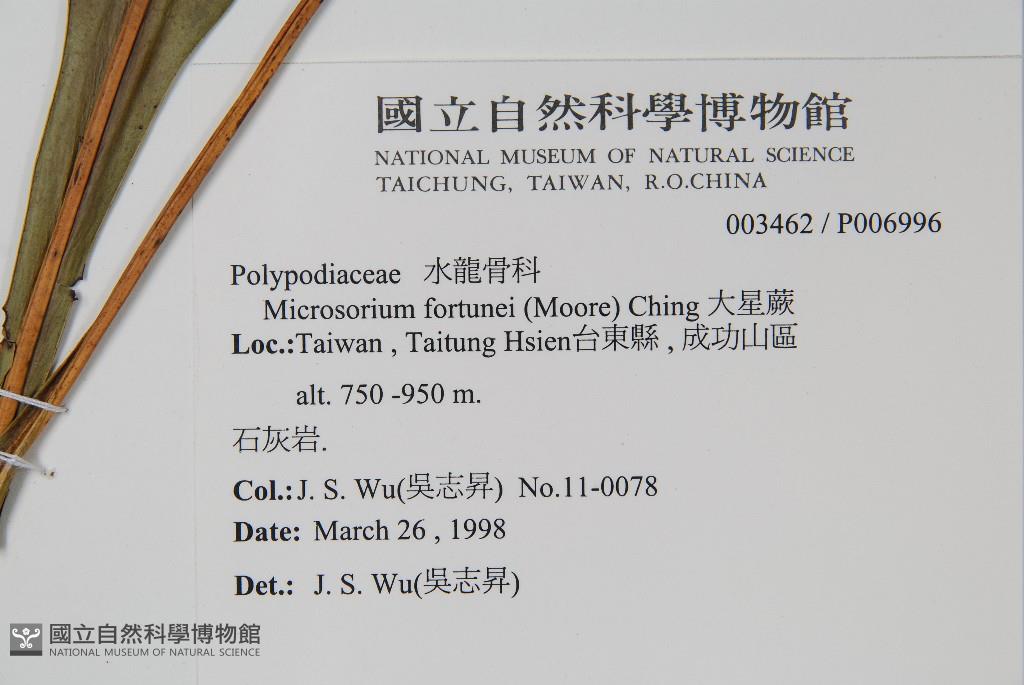 國立自然科學博物館
NATIONAL MUSEUM OF NATURAL SCIENCE
TAICHUNG, TAIWAN, R.O.CHINA
003462 / P006996
Polypodiaceae 水龍骨科
Microsorium fortunei (Moore) Ching 大星蕨
Loc.:Taiwan , Taitung Hsien台東縣 , 成功山區
alt. 750 -950 m.
石灰岩.
Col.:J. S. Wu(吳志昇) No.11-0078
Date: March 26 , 1998
Det.: J. S. Wu(吳志昇)
國立自然科學博物館
NATIONAL MUSEUM OF NATURAL SCIENCE